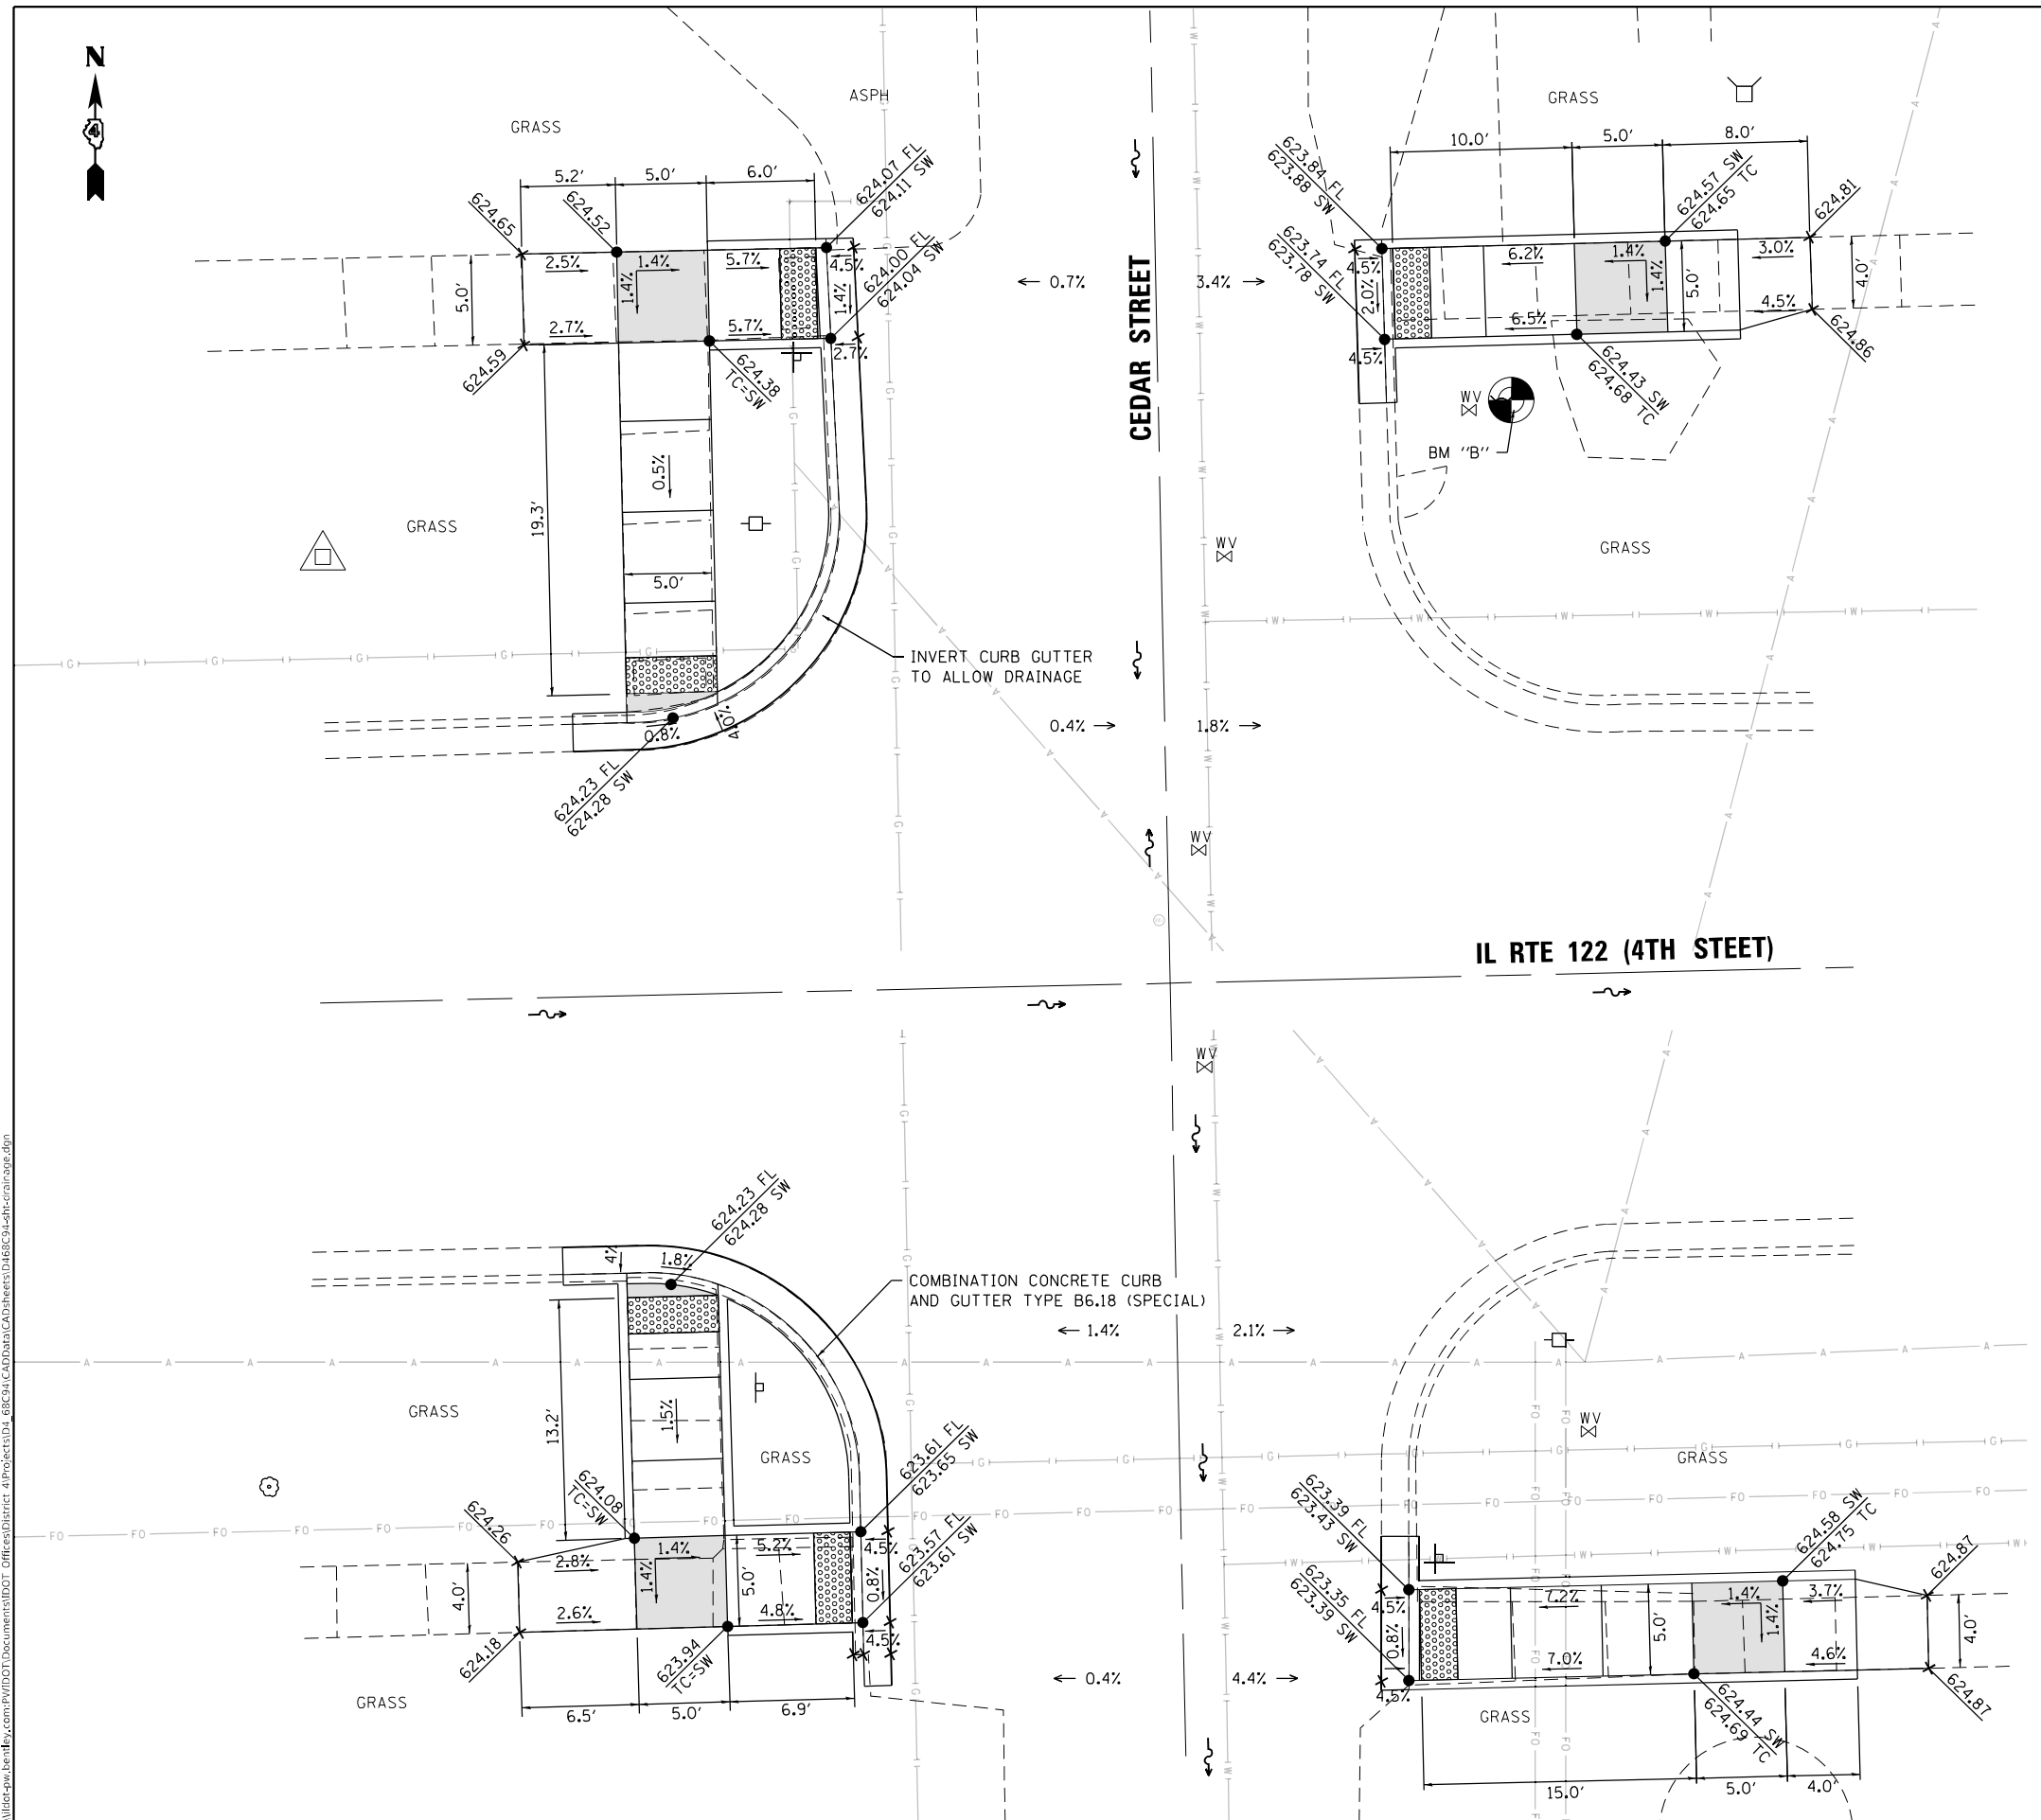 N
4
GRASS
ASPH
GRASS
5.2'
5.0'
6.0'
10.0'
5.0'
8.0'
624.65
624.52
624.07 FL
624.11 SW
624.00 FL
624.04 SW
2.5%
1.4%
1.4%
5.7%
4.5%
1.4%
5.0'
2.7%
5.7%
2.7%
624.59
624.38
TC=SW
0.7%
3.4%
CEDAR STREET
623.84 FL
623.88 SW
623.74 FL
623.78 SW
624.57 SW
624.65 TC
624.81
4.5%
2.0%
6.2%
1.4%
1.4%
5.0'
3.0%
4.0'
4.5%
6.5%
4.5%
624.43 SW
624.68 TC
624.86
WV
BM "B"
GRASS
19.3'
0.5%
5.0'
GRASS
WV
INVERT CURB GUTTER
TO ALLOW DRAINAGE
0.8%
4.0%
624.23 FL
624.28 SW
0.4%
1.8%
WV
IL RTE 122 (4TH STEET)
WV
624.23 FL
624.28 SW
4%
1.8%
COMBINATION CONCRETE CURB
AND GUTTER TYPE B6.18 (SPECIAL)
1.4%
2.1%
GRASS
13.2'
1.5%
GRASS
WV
GRASS
623.61 FL
623.65 SW
623.57 FL
623.61 SW
624.08
TC=SW
624.26
2.8%
1.4%
1.4%
5.2%
5.0'
4.5%
0.8%
4.0'
2.6%
4.8%
4.5%
624.18
623.94
TC=SW
GRASS
6.5'
5.0'
6.9'
0.4%
4.4%
623.39 FL
623.43 SW
623.35 FL
623.39 SW
624.58 SW
624.75 TC
624.87
4.5%
0.8%
7.2%
5.0'
1.4%
1.4%
3.7%
4.0'
7.0%
4.6%
4.5%
GRASS
624.44 SW
624.69 TC
624.87
15.0'
5.0'
4.0'